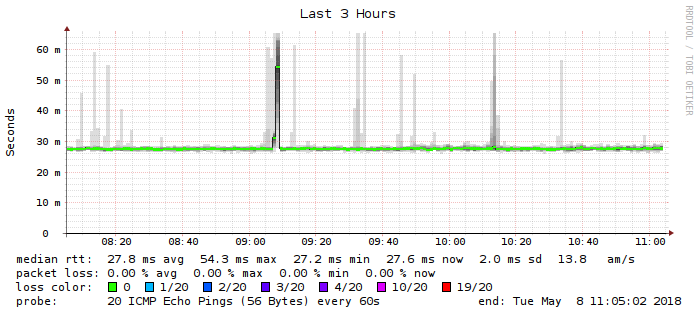 Last 3 Hours
RRDTOOL / TOBI OETIKER
Seconds
60 m
50 m
40 m
30 m
20 m
10 m
0
08:20 08:40 09:00 09:20 09:40 10:00 10:20 10:40 11:00
median rtt: 27.8 ms avg 54.3 ms max 27.2 ms min 27.6 ms now 2.0 ms sd 13.8 am/s
packet loss: 0.00 % avg 0.00 % max 0.00 % min 0.00 % now
loss color: 0 1/20 2/20 3/20 4/20 10/20 19/20
probe: 20 ICMP Echo Pings (56 Bytes) every 60s end: Tue May 8 11:05:02 2018